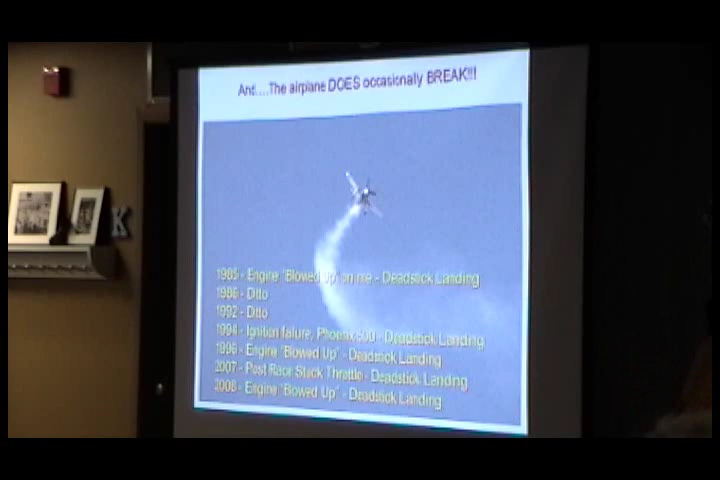 And....The airplane DOES occasionally BREAK!!!
K
1985 - Engine "Blowed Up" on me - Deadstick Landing
1986 - Ditto
1992 - Ditto
1994 - Ignition failure, Phoenix 500 - Deadstick Landing
1996 - Engine "Blowed Up" - Deadstick Landing
2007 - Post Race Stuck Throttle - Deadstick Landing
2008 - Engine "Blowed Up" - Deadstick Landing